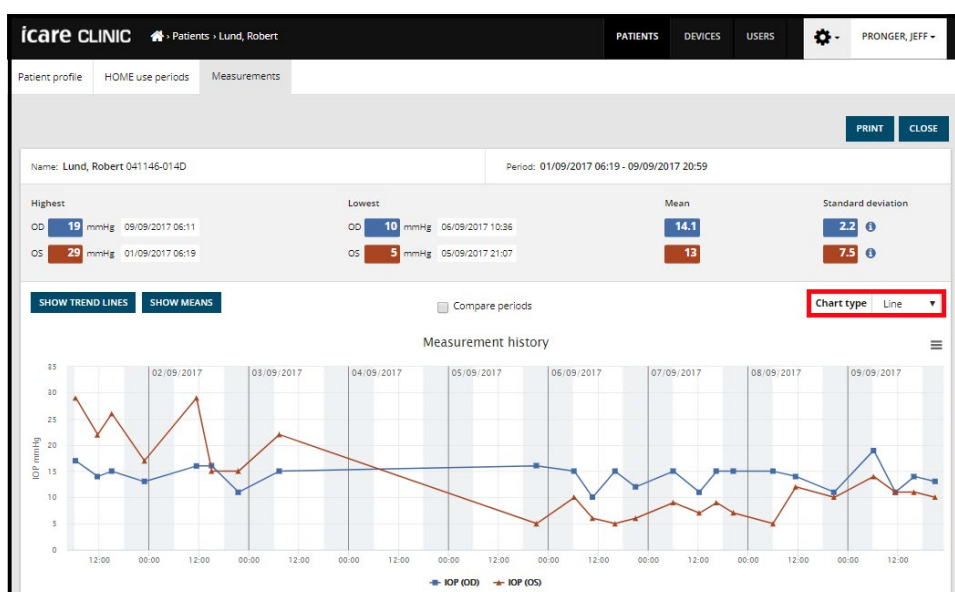 icare CLINIC › Patients › Lund, Robert PATIENTS DEVICES USERS PRONGER, JEFF
Patient profile HOME use periods Measurements
PRINT CLOSE
Name: Lund, Robert 041146-014D Period: 01/09/2017 06:19 - 09/09/2017 20:59
Highest Lowest Mean Standard deviation
OD 19 mmHg 09/09/2017 06:11 OD 10 mmHg 06/09/2017 10:36 14.1 2.2 i
OS 29 mmHg 01/09/2017 06:19 OS 5 mmHg 05/09/2017 21:07 13 7.5 i
SHOW TREND LINES SHOW MEANS Compare periods Chart type Line
Measurement history
35 02/09/2017 03/09/2017 04/09/2017 05/09/2017 06/09/2017 07/09/2017 08/09/2017 09/09/2017
30
25
20
IOP mmHg
15
10
5
0
12:00 00:00 12:00 00:00 12:00 00:00 12:00 00:00 12:00 00:00 12:00 00:00 12:00 00:00 12:00 00:00 12:00
IOP (OD) IOP (OS)